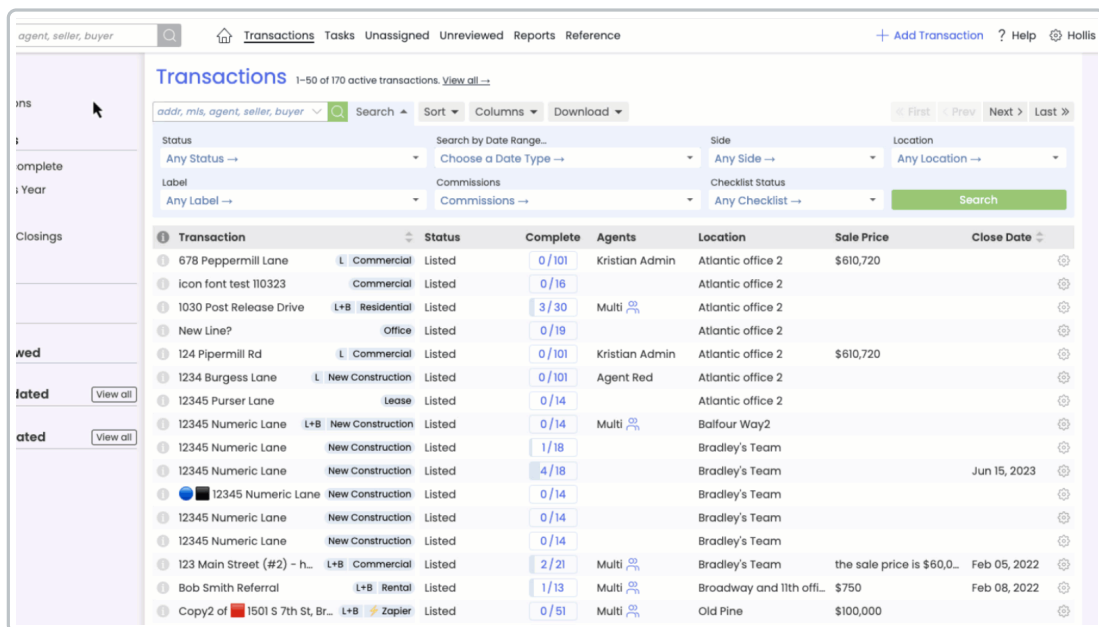 agent, seller, buyer
Transactions Tasks Unassigned Unreviewed Reports Reference
+ Add Transaction ? Help Hollis
ons
s
omplete
s Year
Closings
wed
dated View all
ated View all
Transactions 1–50 of 170 active transactions. View all →
addr, mls, agent, seller, buyer Search Sort Columns Download « First ‹ Prev Next › Last »
Status Search by Date Range... Side Location
Any Status → Choose a Date Type → Any Side → Any Location →
Label Commissions Checklist Status
Any Label → Commissions → Any Checklist → Search
Transaction Status Complete Agents Location Sale Price Close Date
678 Peppermill Lane L Commercial Listed 0/101 Kristian Admin Atlantic office 2 $610,720
icon font test 110323 Commercial Listed 0/16 Atlantic office 2
1030 Post Release Drive L+B Residential Listed 3/30 Multi Atlantic office 2
New Line? Office Listed 0/19 Atlantic office 2
124 Pipermill Rd L Commercial Listed 0/101 Kristian Admin Atlantic office 2 $610,720
1234 Burgess Lane L New Construction Listed 0/101 Agent Red Atlantic office 2
12345 Purser Lane Lease Listed 0/14 Atlantic office 2
12345 Numeric Lane L+B New Construction Listed 0/14 Multi Balfour Way2
12345 Numeric Lane New Construction Listed 1/18 Bradley's Team
12345 Numeric Lane New Construction Listed 4/18 Bradley's Team Jun 15, 2023
12345 Numeric Lane New Construction Listed 0/14 Bradley's Team
12345 Numeric Lane New Construction Listed 0/14 Bradley's Team
12345 Numeric Lane New Construction Listed 0/14 Bradley's Team
123 Main Street (#2) - h... L+B Commercial Listed 2/21 Multi Bradley's Team the sale price is $60,0... Feb 05, 2022
Bob Smith Referral L+B Rental Listed 1/13 Multi Broadway and 11th offi... $750 Feb 08, 2022
Copy2 of 1501 S 7th St, Br... L+B Zapier Listed 0/51 Multi Old Pine $100,000